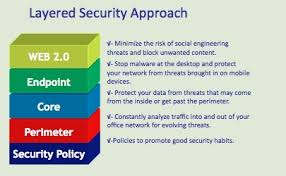 Layered Security Approach
WEB 2.0
√- Minimize the risk of social engineering
threats and block unwanted content.
Endpoint
√- Stop malware at the desktop and protect
your network from threats brought in on mobile
devices.
Core
√- Protect your data from threats that may come
from the inside or get past the perimeter.
Perimeter
√- Constantly analyze traffic into and out of your
office network for evolving threats.
Security Policy
√-Policies to promote good security habits.